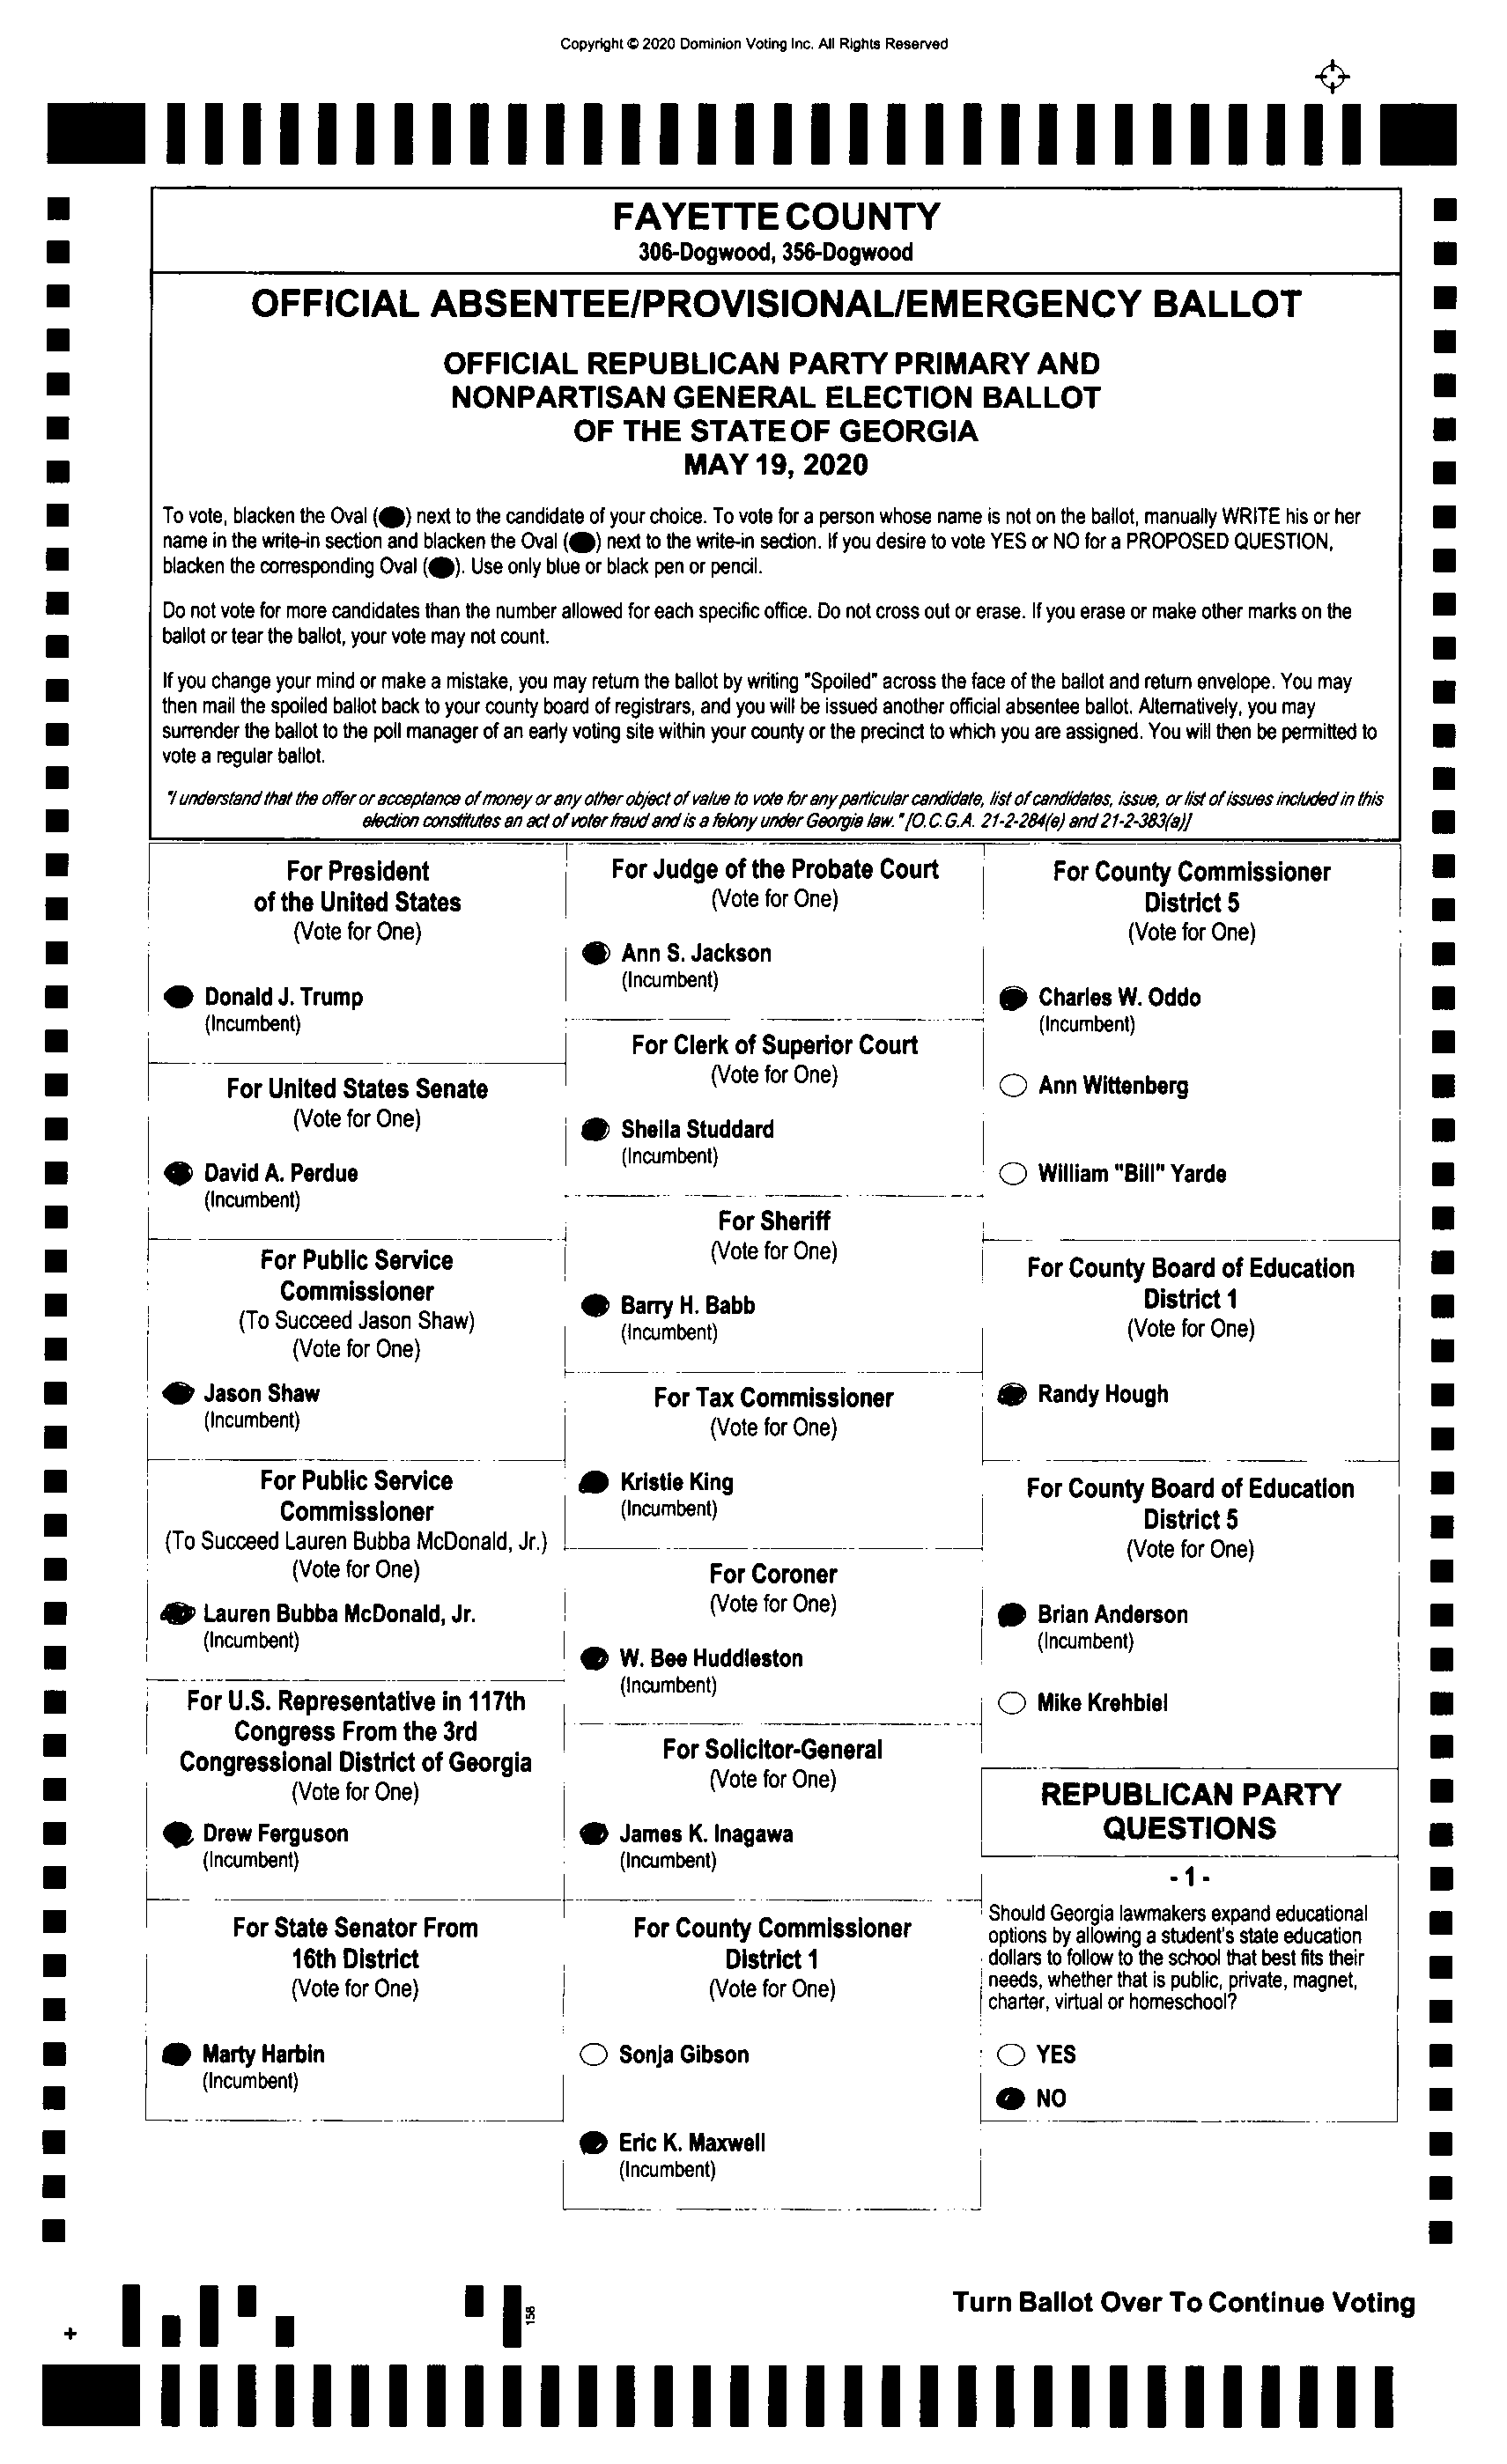 Copyright © 2020 Dominion Voting Inc. All Rights Reserved
FAYETTE COUNTY
306-Dogwood, 356-Dogwood
OFFICIAL ABSENTEE/PROVISIONAL/EMERGENCY BALLOT
OFFICIAL REPUBLICAN PARTY PRIMARY AND
NONPARTISAN GENERAL ELECTION BALLOT
OF THE STATE OF GEORGIA
MAY 19, 2020
To vote, blacken the Oval (●) next to the candidate of your choice. To vote for a person whose name is not on the ballot, manually WRITE his or her
name in the write-in section and blacken the Oval (●) next to the write-in section. If you desire to vote YES or NO for a PROPOSED QUESTION,
blacken the corresponding Oval (●). Use only blue or black pen or pencil.
Do not vote for more candidates than the number allowed for each specific office. Do not cross out or erase. If you erase or make other marks on the
ballot or tear the ballot, your vote may not count.
If you change your mind or make a mistake, you may return the ballot by writing "Spoiled" across the face of the ballot and return envelope. You may
then mail the spoiled ballot back to your county board of registrars, and you will be issued another official absentee ballot. Alternatively, you may
surrender the ballot to the poll manager of an early voting site within your county or the precinct to which you are assigned. You will then be permitted to
vote a regular ballot.
"I understand that the offer or acceptance of money or any other object of value to vote for any particular candidate, list of candidates, issue, or list of issues included in this
election constitutes an act of voter fraud and is a felony under Georgia law." [O.C.G.A. 21-2-284(e) and 21-2-383(a)]
For President
of the United States
(Vote for One)
Donald J. Trump
(Incumbent)
For United States Senate
(Vote for One)
David A. Perdue
(Incumbent)
For Public Service
Commissioner
(To Succeed Jason Shaw)
(Vote for One)
Jason Shaw
(Incumbent)
For Public Service
Commissioner
(To Succeed Lauren Bubba McDonald, Jr.)
(Vote for One)
Lauren Bubba McDonald, Jr.
(Incumbent)
For U.S. Representative in 117th
Congress From the 3rd
Congressional District of Georgia
(Vote for One)
Drew Ferguson
(Incumbent)
For State Senator From
16th District
(Vote for One)
Marty Harbin
(Incumbent)
For Judge of the Probate Court
(Vote for One)
Ann S. Jackson
(Incumbent)
For Clerk of Superior Court
(Vote for One)
Sheila Studdard
(Incumbent)
For Sheriff
(Vote for One)
Barry H. Babb
(Incumbent)
For Tax Commissioner
(Vote for One)
Kristie King
(Incumbent)
For Coroner
(Vote for One)
W. Bee Huddleston
(Incumbent)
For Solicitor-General
(Vote for One)
James K. Inagawa
(Incumbent)
For County Commissioner
District 1
(Vote for One)
Sonja Gibson
Eric K. Maxwell
(Incumbent)
For County Commissioner
District 5
(Vote for One)
Charles W. Oddo
(Incumbent)
Ann Wittenberg
William "Bill" Yarde
For County Board of Education
District 1
(Vote for One)
Randy Hough
For County Board of Education
District 5
(Vote for One)
Brian Anderson
(Incumbent)
Mike Krehbiel
REPUBLICAN PARTY
QUESTIONS
- 1 -
Should Georgia lawmakers expand educational
options by allowing a student's state education
dollars to follow to the school that best fits their
needs, whether that is public, private, magnet,
charter, virtual or homeschool?
YES
NO
158
Turn Ballot Over To Continue Voting
+